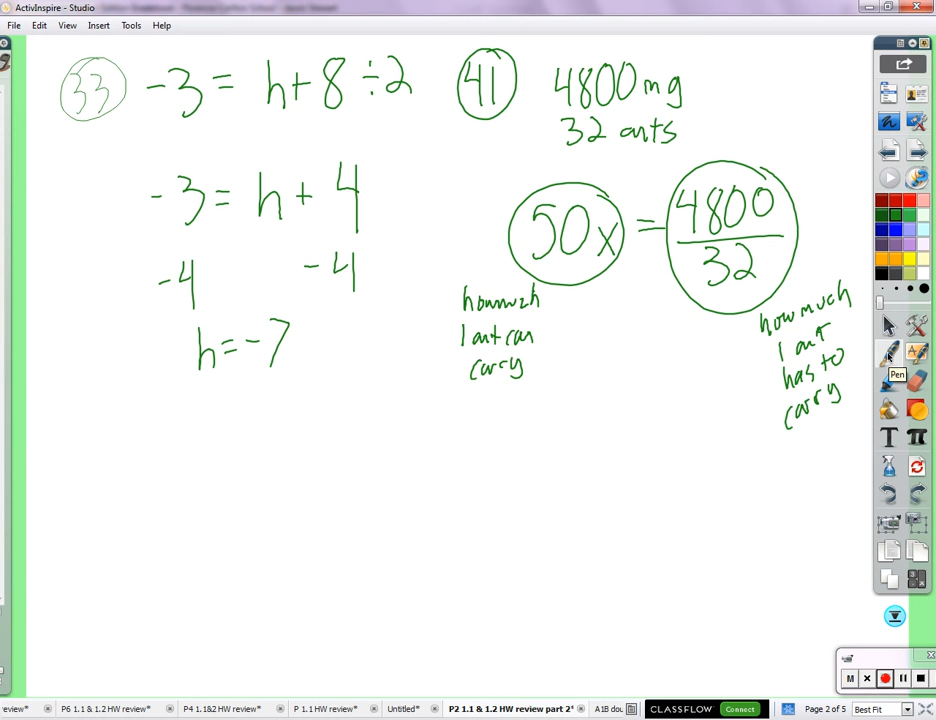 ActivInspire - Studio
File Edit View Insert Tools Help
33 -3 = h + 8 ÷ 2
-3 = h + 4
-4 -4
h = -7
41 4800 mg
32 ants
50x = 4800
32
how much
1 ant can
carry
how much
1 ant
has to
carry
Pen
T π
M
eview* P6 1.1 & 1.2 HW review* P4 1.1&2 HW review* P 1.1 HW review* Untitled* P2 1.1 & 1.2 HW review part 2* A1B doc CLASSFLOW Connect Page 2 of 5 Best Fit